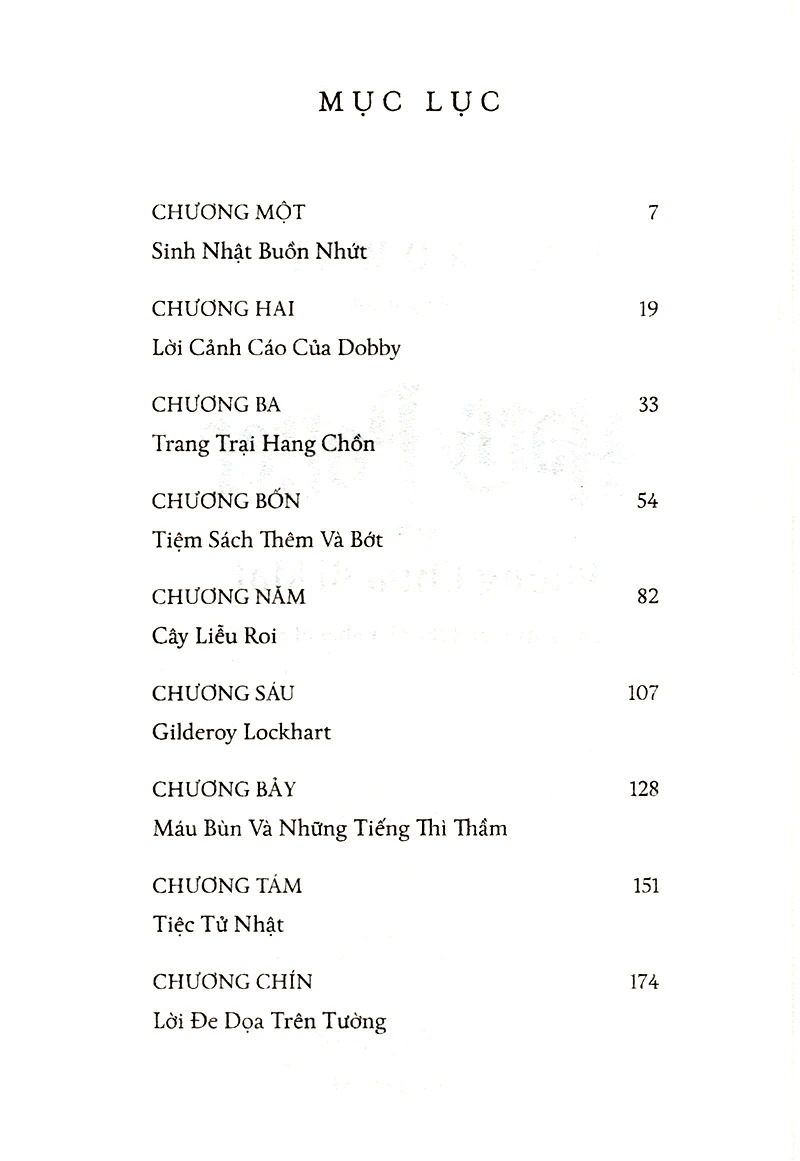 MỤC LỤC
CHƯƠNG MỘT 7
Sinh Nhật Buồn Nhứt
CHƯƠNG HAI 19
Lời Cảnh Cáo Của Dobby
CHƯƠNG BA 33
Trang Trại Hang Chồn
CHƯƠNG BỐN 54
Tiệm Sách Thêm Và Bớt
CHƯƠNG NĂM 82
Cây Liễu Roi
CHƯƠNG SÁU 107
Gilderoy Lockhart
CHƯƠNG BẢY 128
Máu Bùn Và Những Tiếng Thì Thầm
CHƯƠNG TÁM 151
Tiệc Tử Nhật
CHƯƠNG CHÍN 174
Lời Đe Dọa Trên Tường